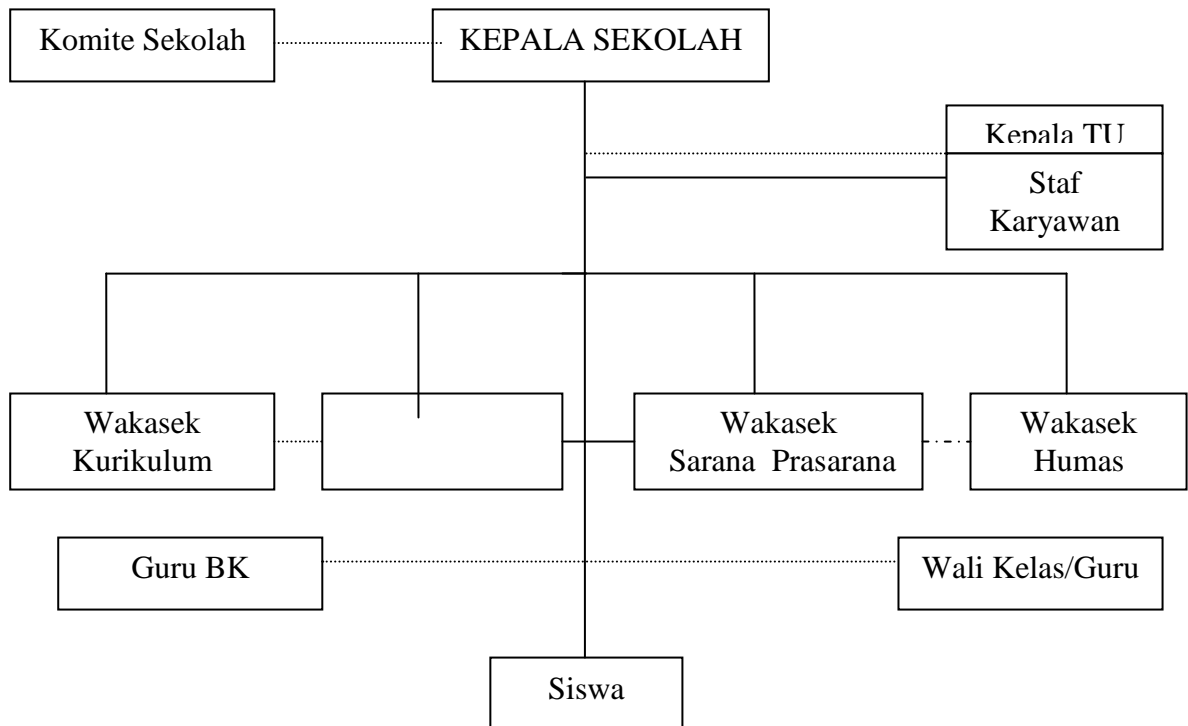 Komite Sekolah
KEPALA SEKOLAH
Kepala TU
Staf
Karyawan
Wakasek
Kurikulum
Wakasek
Sarana Prasarana
Wakasek
Humas
Guru BK
Wali Kelas/Guru
Siswa